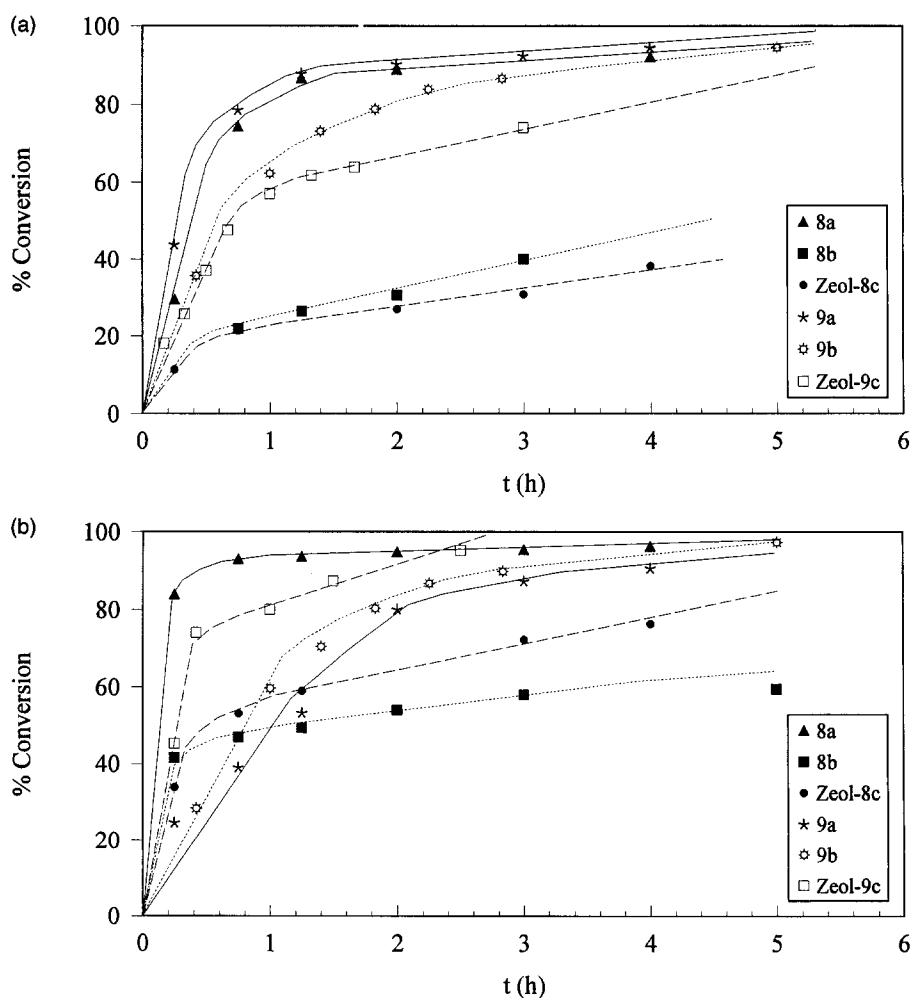 (a)
% Conversion
100
80
60
40
20
0
0 1 2 3 4 5 6
t (h)
8a
8b
Zeol-8c
9a
9b
Zeol-9c
(b)
% Conversion
100
80
60
40
20
0
0 1 2 3 4 5 6
t (h)
8a
8b
Zeol-8c
9a
9b
Zeol-9c